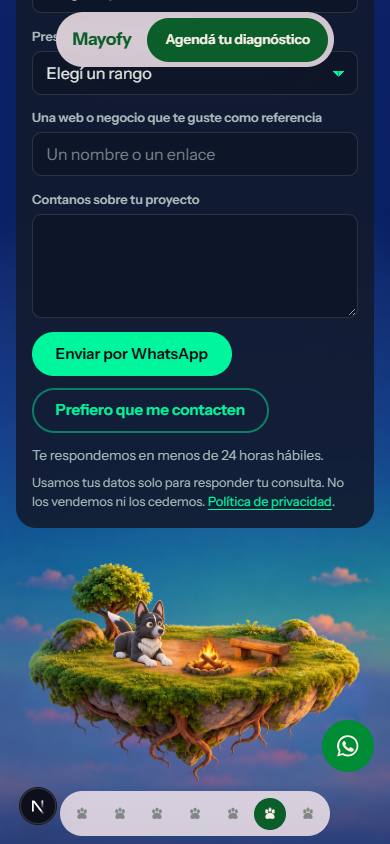 Mayofy
Agendá tu diagnóstico
Elegí un rango
Una web o negocio que te guste como referencia
Un nombre o un enlace
Contanos sobre tu proyecto
Enviar por WhatsApp
Prefiero que me contacten
Te respondemos en menos de 24 horas hábiles.
Usamos tus datos solo para responder tu consulta. No
los vendemos ni los cedemos. Política de privacidad.
N